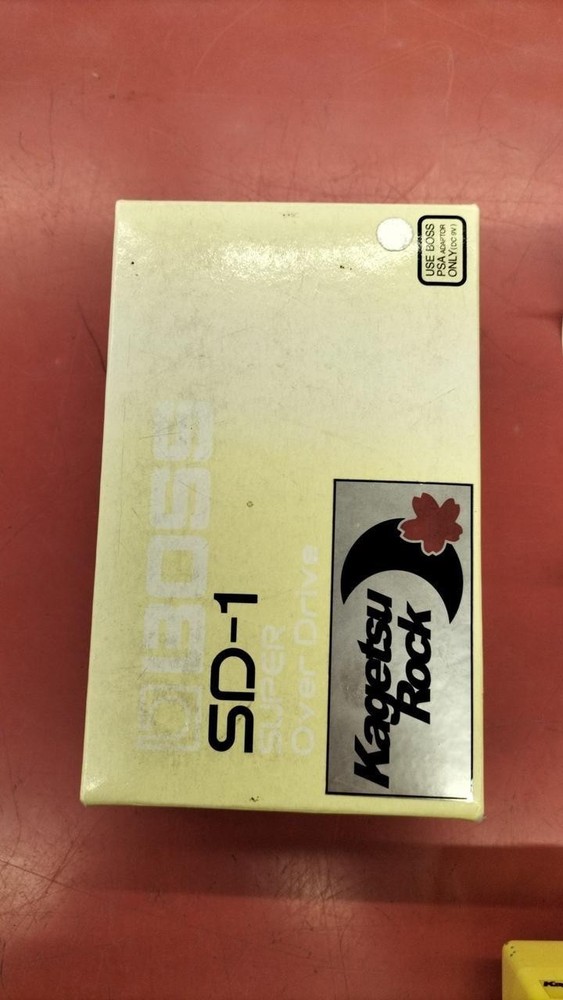 BOSS
SD-1
SUPER
Over Drive
USE BOSS
PSA ADAPTOR
ONLY (DC 9V)
Kagetsu
Rock